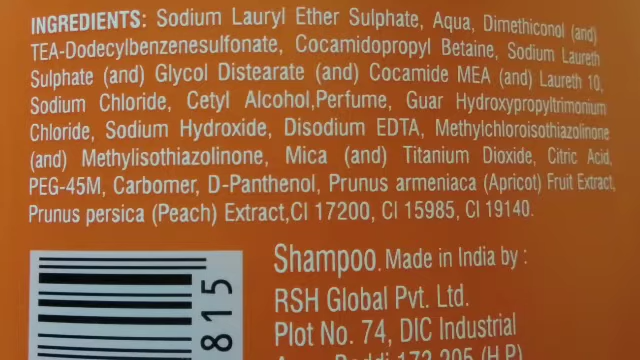 INGREDIENTS: Sodium Lauryl Ether Sulphate, Aqua, Dimethiconol (and)
TEA-Dodecylbenzenesulfonate, Cocamidopropyl Betaine, Sodium Laureth
Sulphate (and) Glycol Distearate (and) Cocamide MEA (and) Laureth 10,
Sodium Chloride, Cetyl Alcohol,Perfume, Guar Hydroxypropyltrimonium
Chloride, Sodium Hydroxide, Disodium EDTA, Methylchloroisothiazolinone
(and) Methylisothiazolinone, Mica (and) Titanium Dioxide, Citric Acid,
PEG-45M, Carbomer, D-Panthenol, Prunus armeniaca (Apricot) Fruit Extract,
Prunus persica (Peach) Extract,CI 17200, CI 15985, CI 19140.
Shampoo. Made in India by :
RSH Global Pvt. Ltd.
Plot No. 74, DIC Industrial
173 205 (H.P)
815